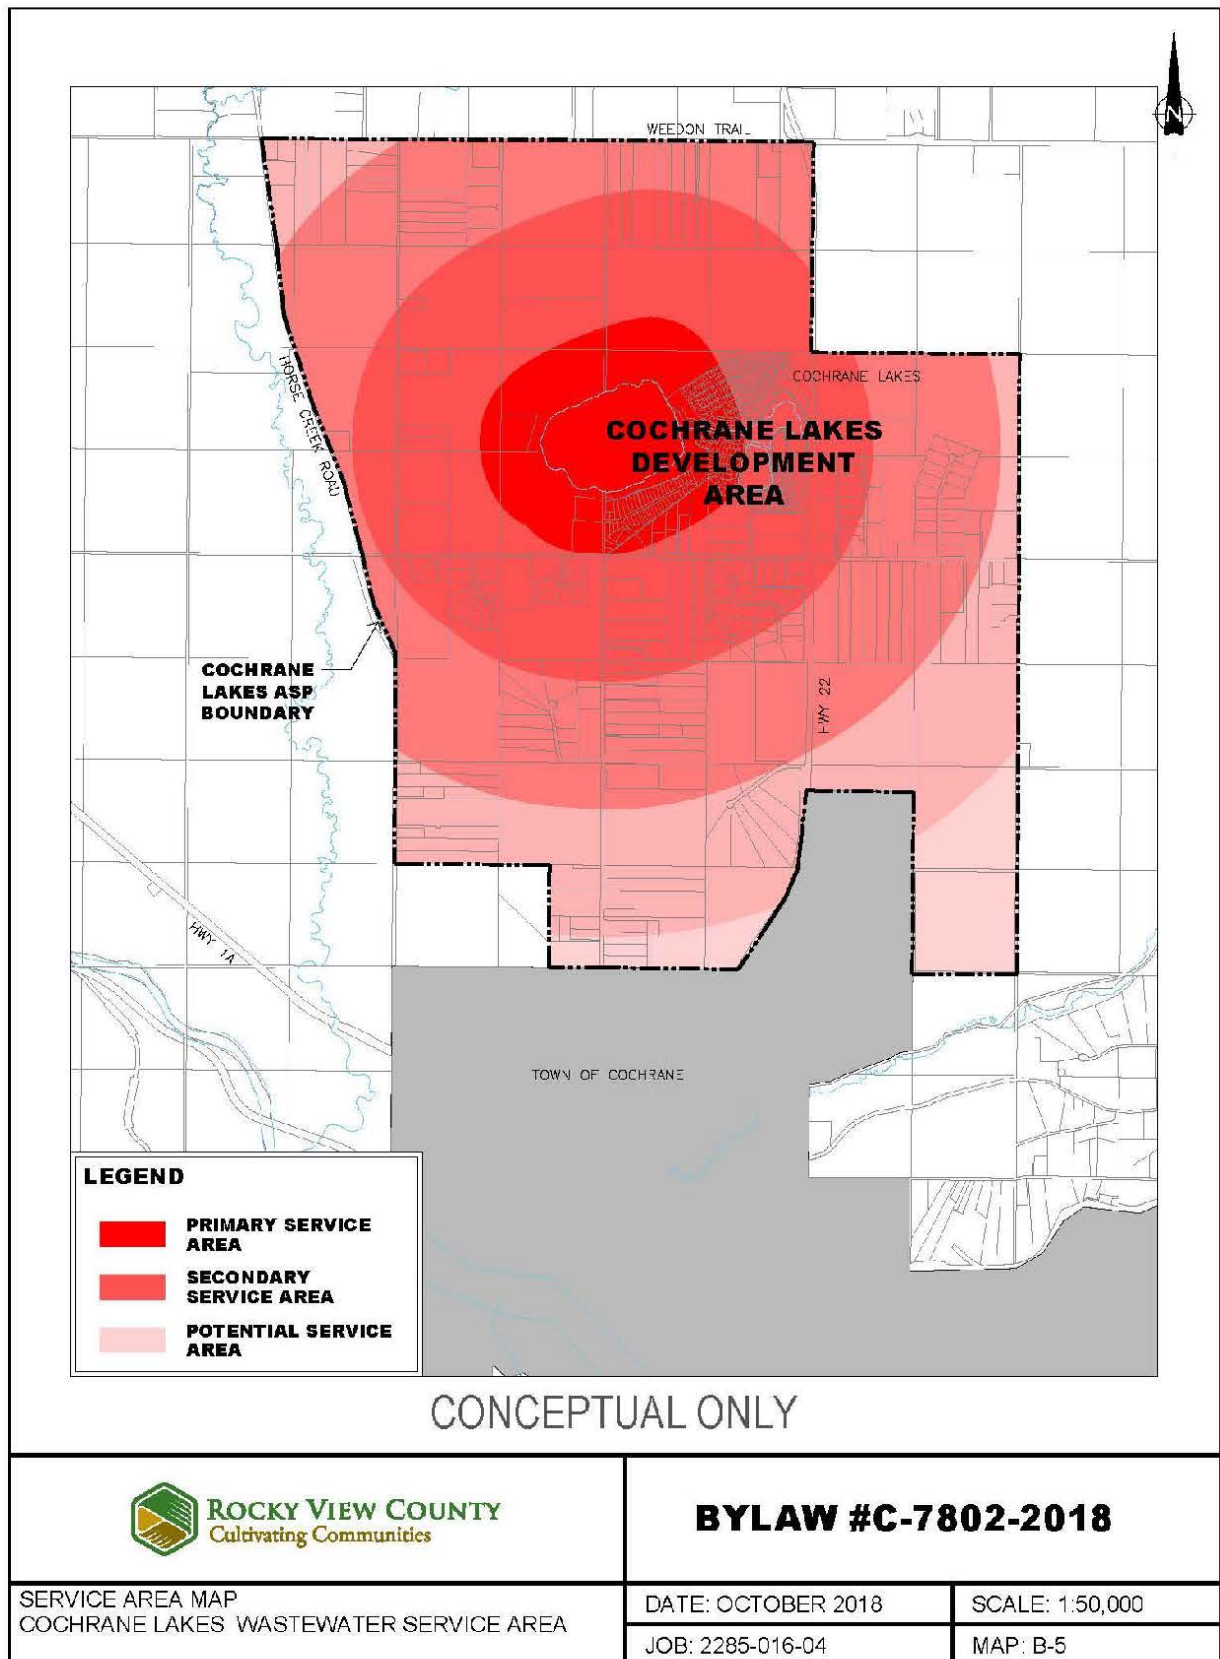 N
WEEDON TRAIL
COCHRANE LAKES
HORSE CREEK ROAD
COCHRANE LAKES
DEVELOPMENT
AREA
COCHRANE
LAKES ASP
BOUNDARY
HWY 22
HWY 1A
TOWN OF COCHRANE
LEGEND
PRIMARY SERVICE
AREA
SECONDARY
SERVICE AREA
POTENTIAL SERVICE
AREA
CONCEPTUAL ONLY
ROCKY VIEW COUNTY
Cultivating Communities
BYLAW #C-7802-2018
SERVICE AREA MAP
COCHRANE LAKES WASTEWATER SERVICE AREA
DATE: OCTOBER 2018
SCALE: 1:50,000
JOB: 2285-016-04
MAP: B-5